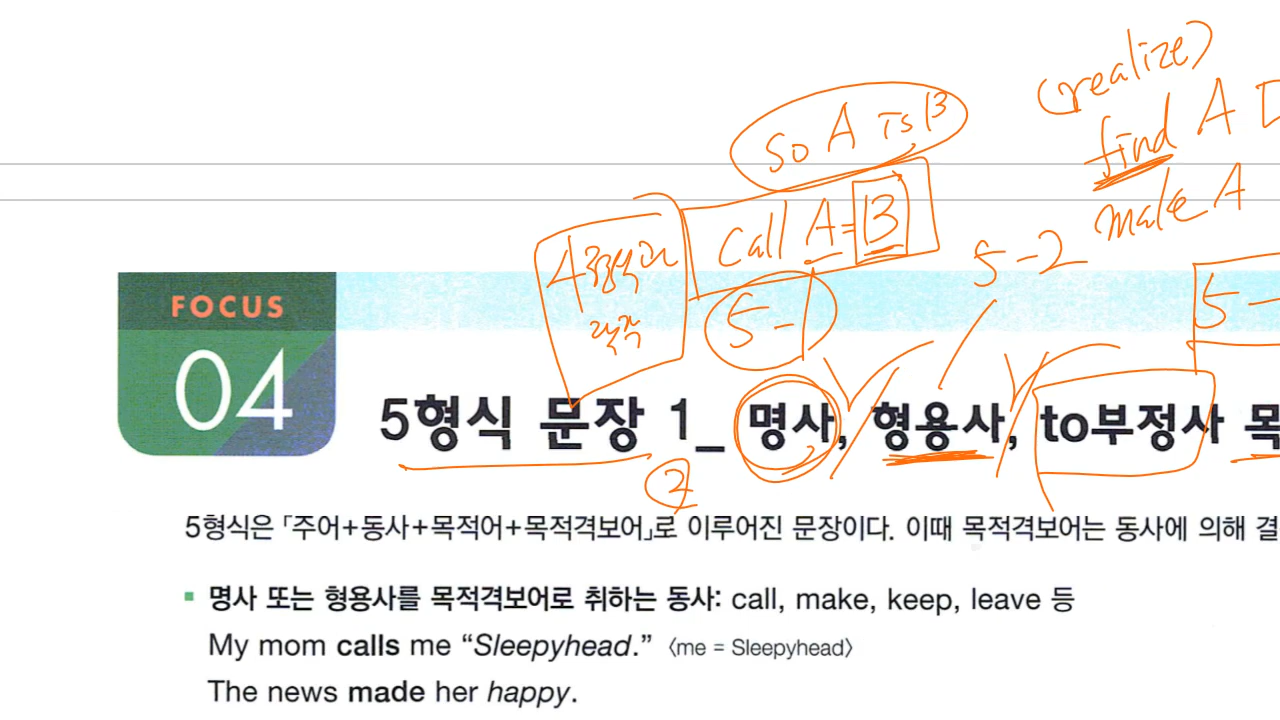 (realize)
so A is B
find A
call A = B
make A
4형식과
5-2
FOCUS
04
5-1
5-
5형식 문장 1_ 명사, 형용사, to부정사 목
2
5형식은 「주어+동사+목적어+목적격보어」로 이루어진 문장이다. 이때 목적격보어는 동사에 의해 결
▪ 명사 또는 형용사를 목적격보어로 취하는 동사: call, make, keep, leave 등
My mom calls me “Sleepyhead.” 〈me = Sleepyhead〉
The news made her happy.